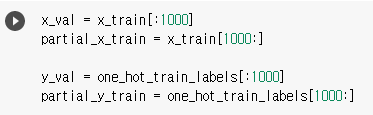 x_val = x_train[:1000]
partial_x_train = x_train[1000:]
y_val = one_hot_train_labels[:1000]
partial_y_train = one_hot_train_labels[1000:]